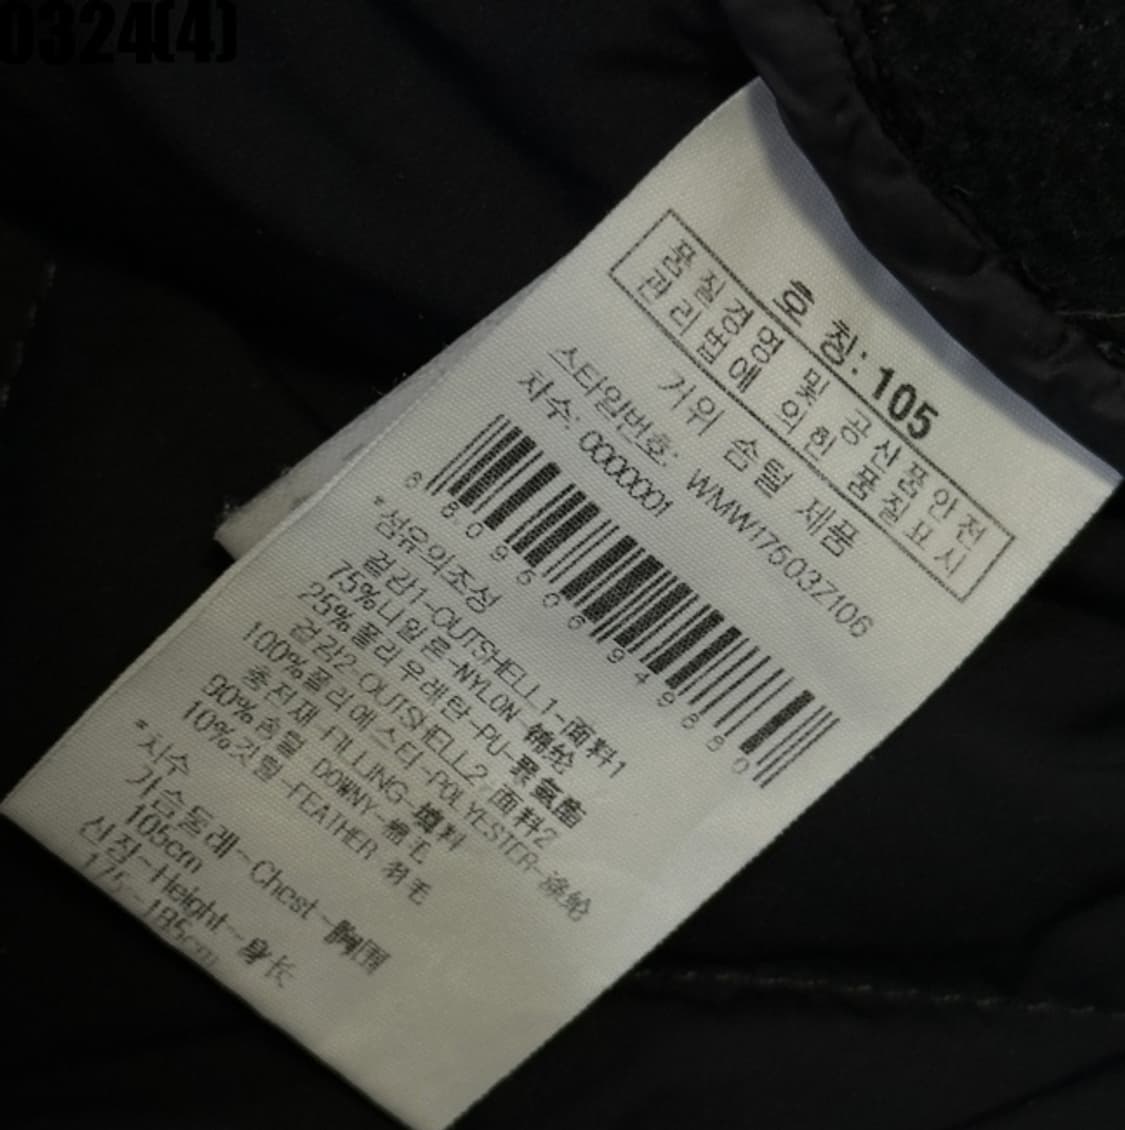 0324(4)
호 칭: 105
품질경영 및 공산품안전
관리법에 의한 품질표시
거위 솜털 제품
스타일번호: WMW175037106
차수: 0000001
*섬유의조성
겉감1-OUTSHELL1-面料1
75%나일론-NYLON-锦纶
25%폴리우레탄-PU-聚氨酯
겉감2-OUTSHELL2-面料2
100%폴리에스터-POLYESTER-涤纶
충전재-FILLING-填料
90%솜털 DOWNY-棉毛
10%깃털-FEATHER 羽毛
*치수
가슴둘레-Chest-胸围
105cm
신장-Height-身长
175-185cm